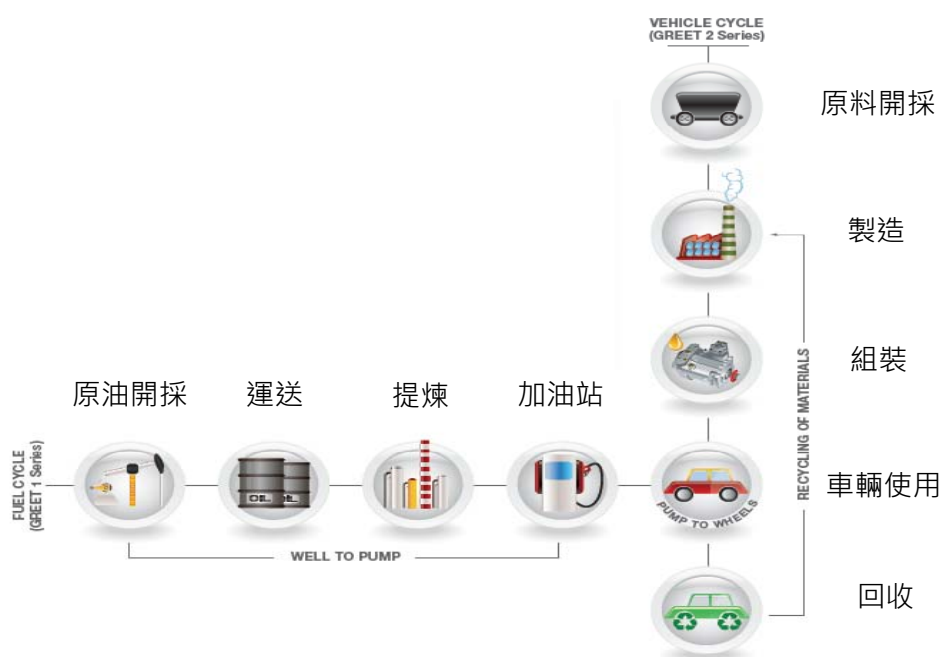 VEHICLE CYCLE
(GREET 2 Series)
原料開採
製造
組裝
RECYCLING OF MATERIALS
原油開採
運送
提煉
加油站
FUEL CYCLE
(GREET 1 Series)
OIL OIL
PUMP TO WHEELS
車輛使用
WELL TO PUMP
回收